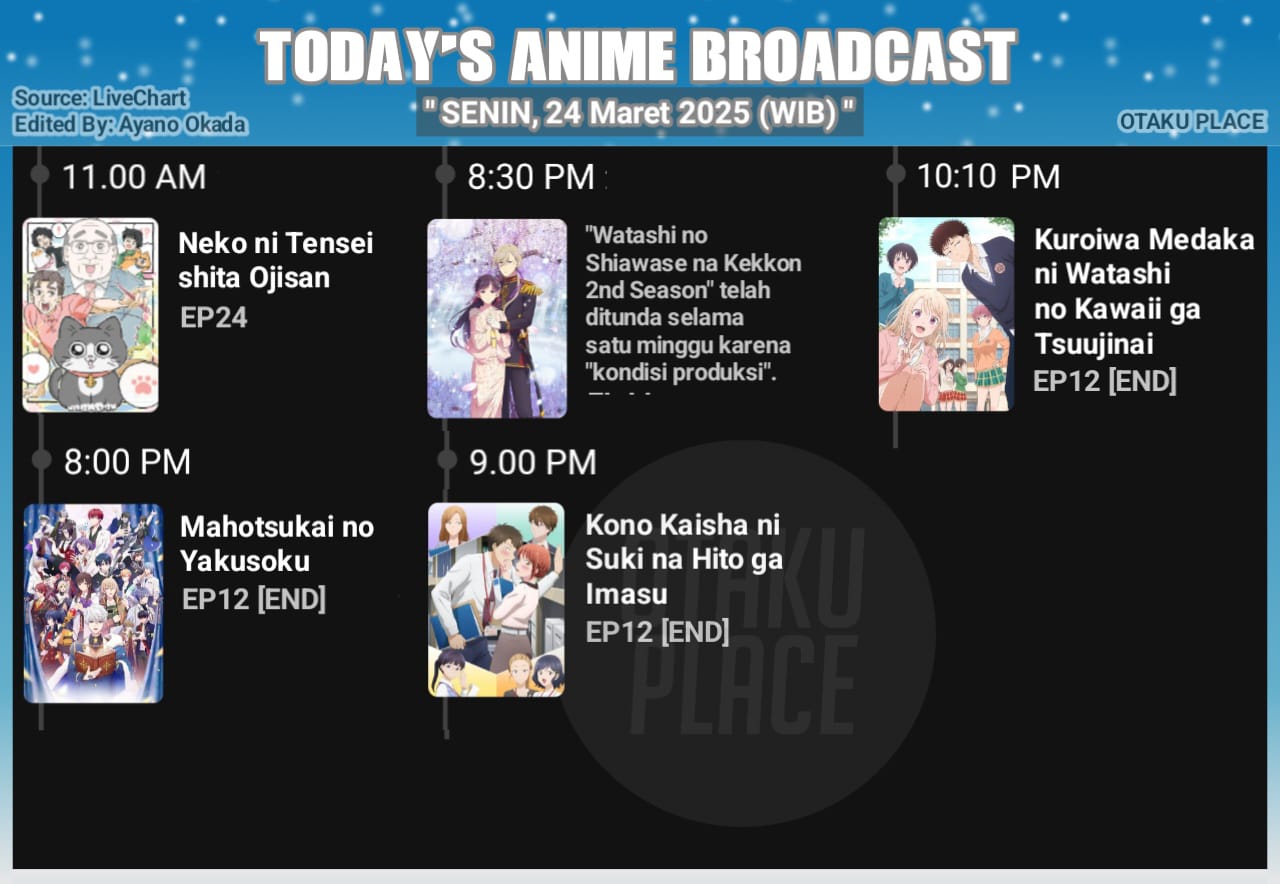 TODAY'S ANIME BROADCAST
Source: LiveChart
Edited By: Ayano Okada
" SENIN, 24 Maret 2025 (WIB) "
OTAKU PLACE
11.00 AM
Neko ni Tensei
shita Ojisan
EP24
8:00 PM
Mahotsukai no
Yakusoku
EP12 [END]
8:30 PM
"Watashi no
Shiawase na Kekkon
2nd Season" telah
ditunda selama
satu minggu karena
"kondisi produksi".
9.00 PM
Kono Kaisha ni
Suki na Hito ga
Imasu
EP12 [END]
10:10 PM
Kuroiwa Medaka
ni Watashi
no Kawaii ga
Tsuujinai
EP12 [END]
OTAKU
PLACE